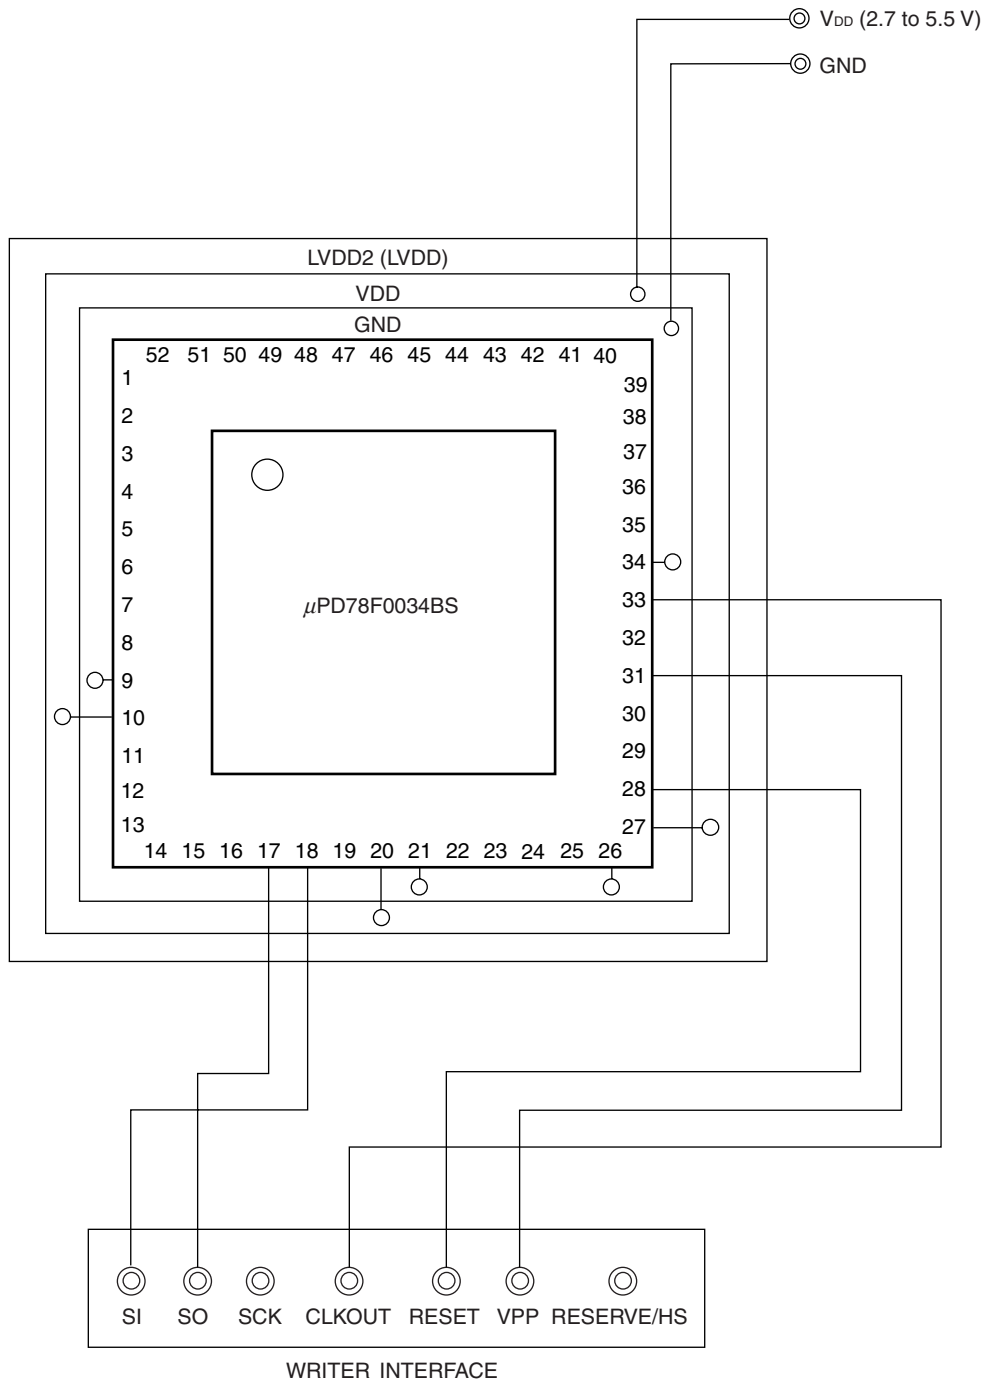 VDD (2.7 to 5.5 V)
GND
LVDD2 (LVDD)
VDD
GND
52 51 50 49 48 47 46 45 44 43 42 41 40
1
39
2
38
3
37
4
36
5
35
6
34
7
33
μPD78F0034BS
8
32
9
31
10
30
11
29
12
28
13
27
14 15 16 17 18 19 20 21 22 23 24 25 26
SI SO SCK CLKOUT RESET VPP RESERVE/HS
WRITER INTERFACE